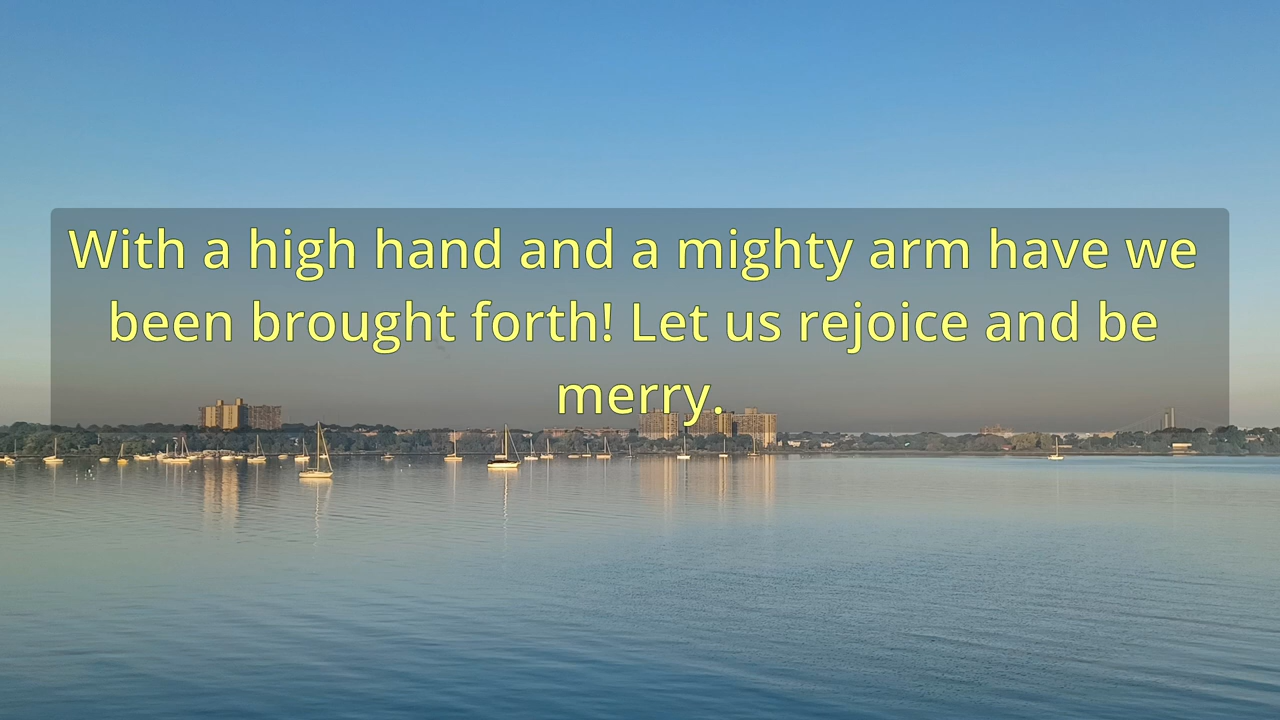 With a high hand and a mighty arm have we
been brought forth! Let us rejoice and be
merry.